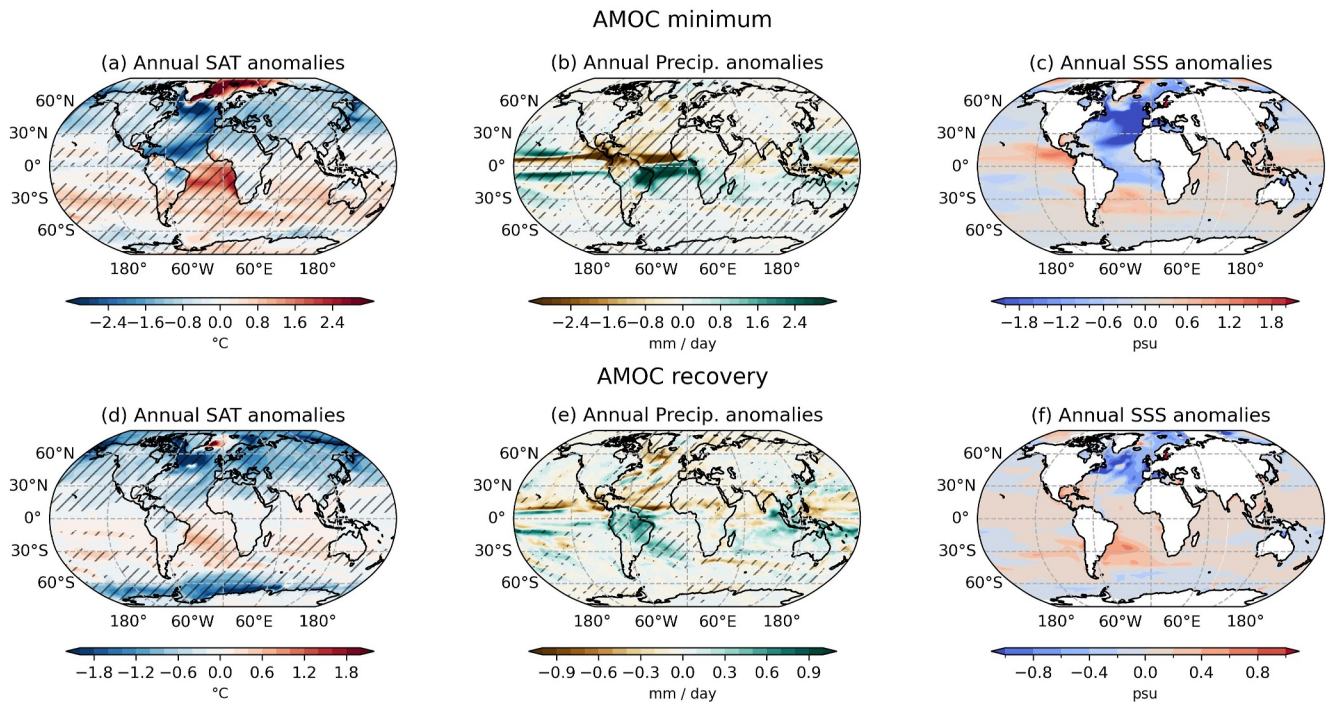 AMOC minimum
(a) Annual SAT anomalies
(b) Annual Precip. anomalies
(c) Annual SSS anomalies
60°N
30°N
0°
30°S
60°S
180° 60°W 60°E 180°
60°N
30°N
0°
30°S
60°S
180° 60°W 60°E 180°
60°N
30°N
0°
30°S
60°S
180° 60°W 60°E 180°
−2.4 −1.6 −0.8 0.0 0.8 1.6 2.4
°C
−2.4 −1.6 −0.8 0.0 0.8 1.6 2.4
mm / day
−1.8 −1.2 −0.6 0.0 0.6 1.2 1.8
psu
AMOC recovery
(d) Annual SAT anomalies
(e) Annual Precip. anomalies
(f) Annual SSS anomalies
60°N
30°N
0°
30°S
60°S
180° 60°W 60°E 180°
60°N
30°N
0°
30°S
60°S
180° 60°W 60°E 180°
60°N
30°N
0°
30°S
60°S
180° 60°W 60°E 180°
−1.8 −1.2 −0.6 0.0 0.6 1.2 1.8
°C
−0.9 −0.6 −0.3 0.0 0.3 0.6 0.9
mm / day
−0.8 −0.4 0.0 0.4 0.8
psu